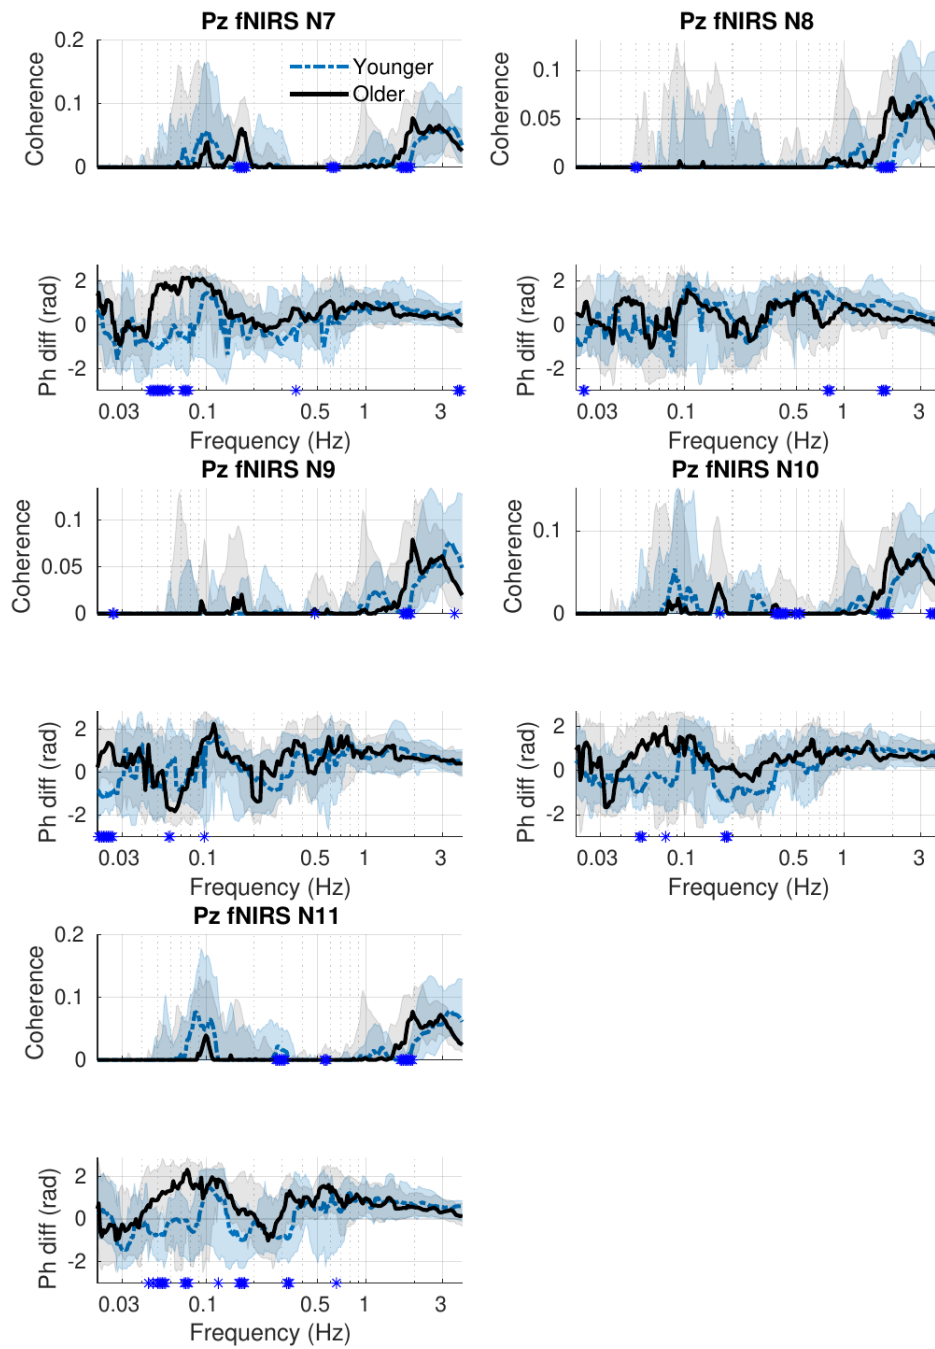 Pz fNIRS N7
Coherence
0.2
0.1
0
Younger
Older
Ph diff (rad)
2
0
-2
0.03 0.1 0.5 1 3
Frequency (Hz)
Pz fNIRS N8
Coherence
0.1
0.05
0
Ph diff (rad)
2
0
-2
0.03 0.1 0.5 1 3
Frequency (Hz)
Pz fNIRS N9
Coherence
0.1
0.05
0
Ph diff (rad)
2
0
-2
0.03 0.1 0.5 1 3
Frequency (Hz)
Pz fNIRS N10
Coherence
0.1
0
Ph diff (rad)
2
0
-2
0.03 0.1 0.5 1 3
Frequency (Hz)
Pz fNIRS N11
Coherence
0.2
0.1
0
Ph diff (rad)
2
0
-2
0.03 0.1 0.5 1 3
Frequency (Hz)